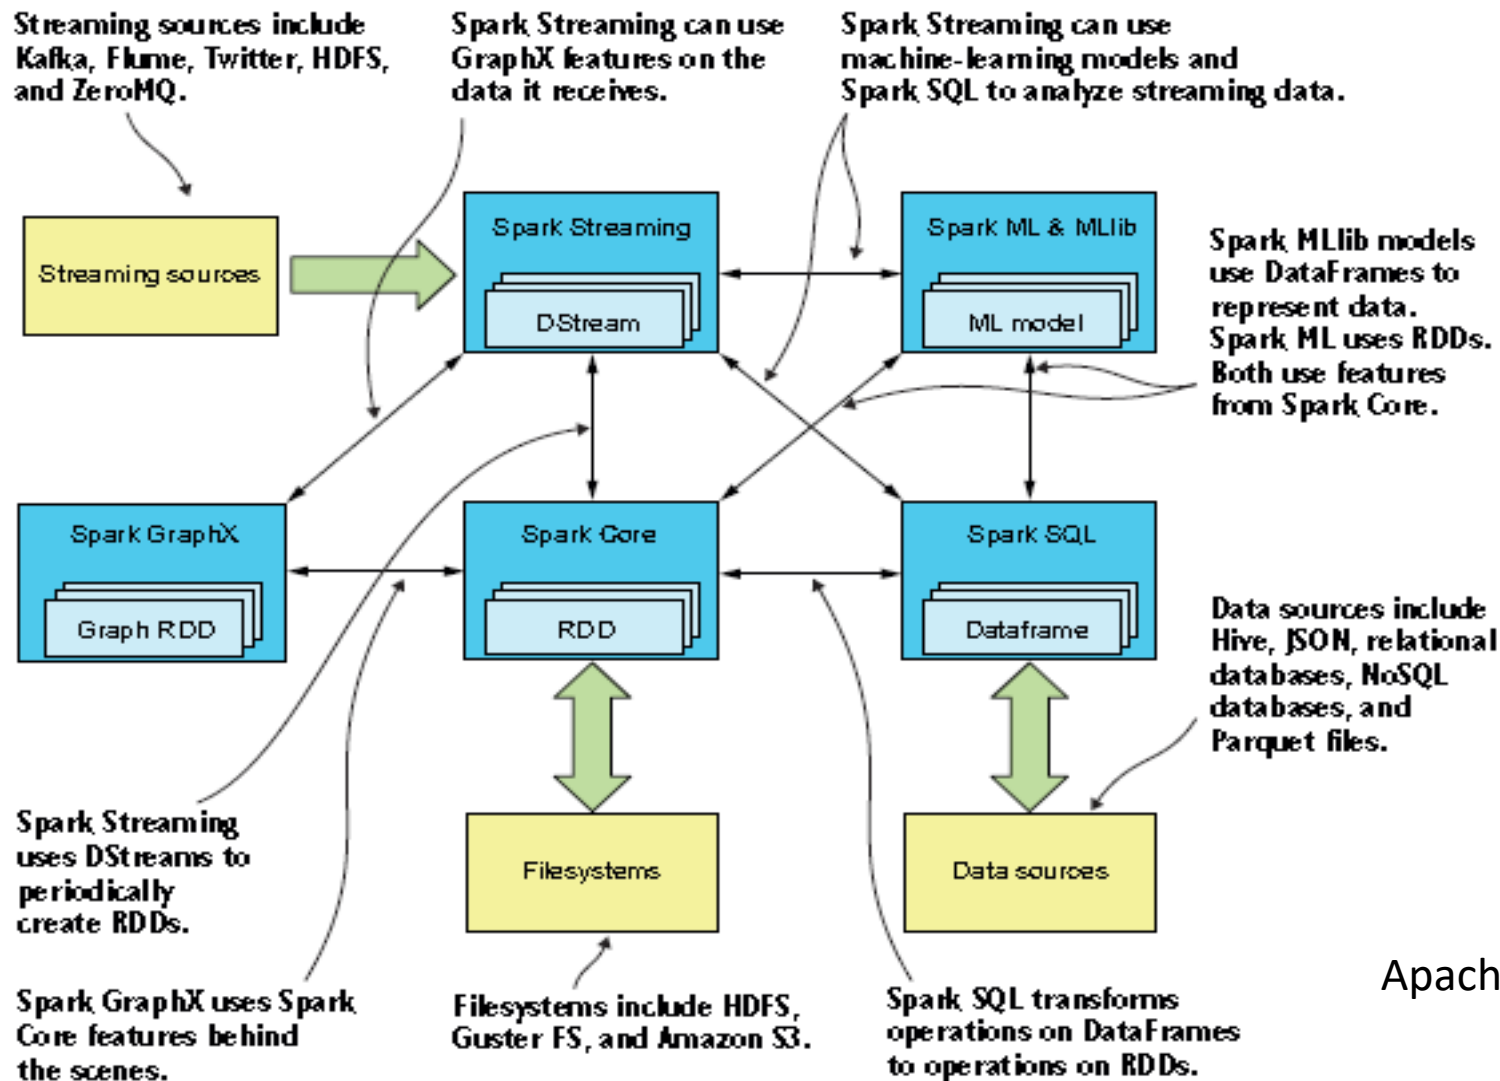 Streaming sources include
Kafka, Flume, Twitter, HDFS,
and ZeroMQ.
Spark Streaming can use
GraphX features on the
data it receives.
Spark Streaming can use
machine-learning models and
Spark SQL to analyze streaming data.
Streaming sources
Spark Streaming
DStream
Spark ML & MLlib
ML model
Spark MLlib models
use DataFrames to
represent data.
Spark ML uses RDDs.
Both use features
from Spark Core.
Spark GraphX
Graph RDD
Spark Core
RDD
Spark SQL
Dataframe
Data sources include
Hive, JSON, relational
databases, NoSQL
databases, and
Parquet files.
Spark Streaming
uses DStreams to
periodically
create RDDs.
Filesystems
Data sources
Spark GraphX uses Spark
Core features behind
the scenes.
Filesystems include HDFS,
Guster FS, and Amazon S3.
Spark SQL transforms
operations on DataFrames
to operations on RDDs.
Apach